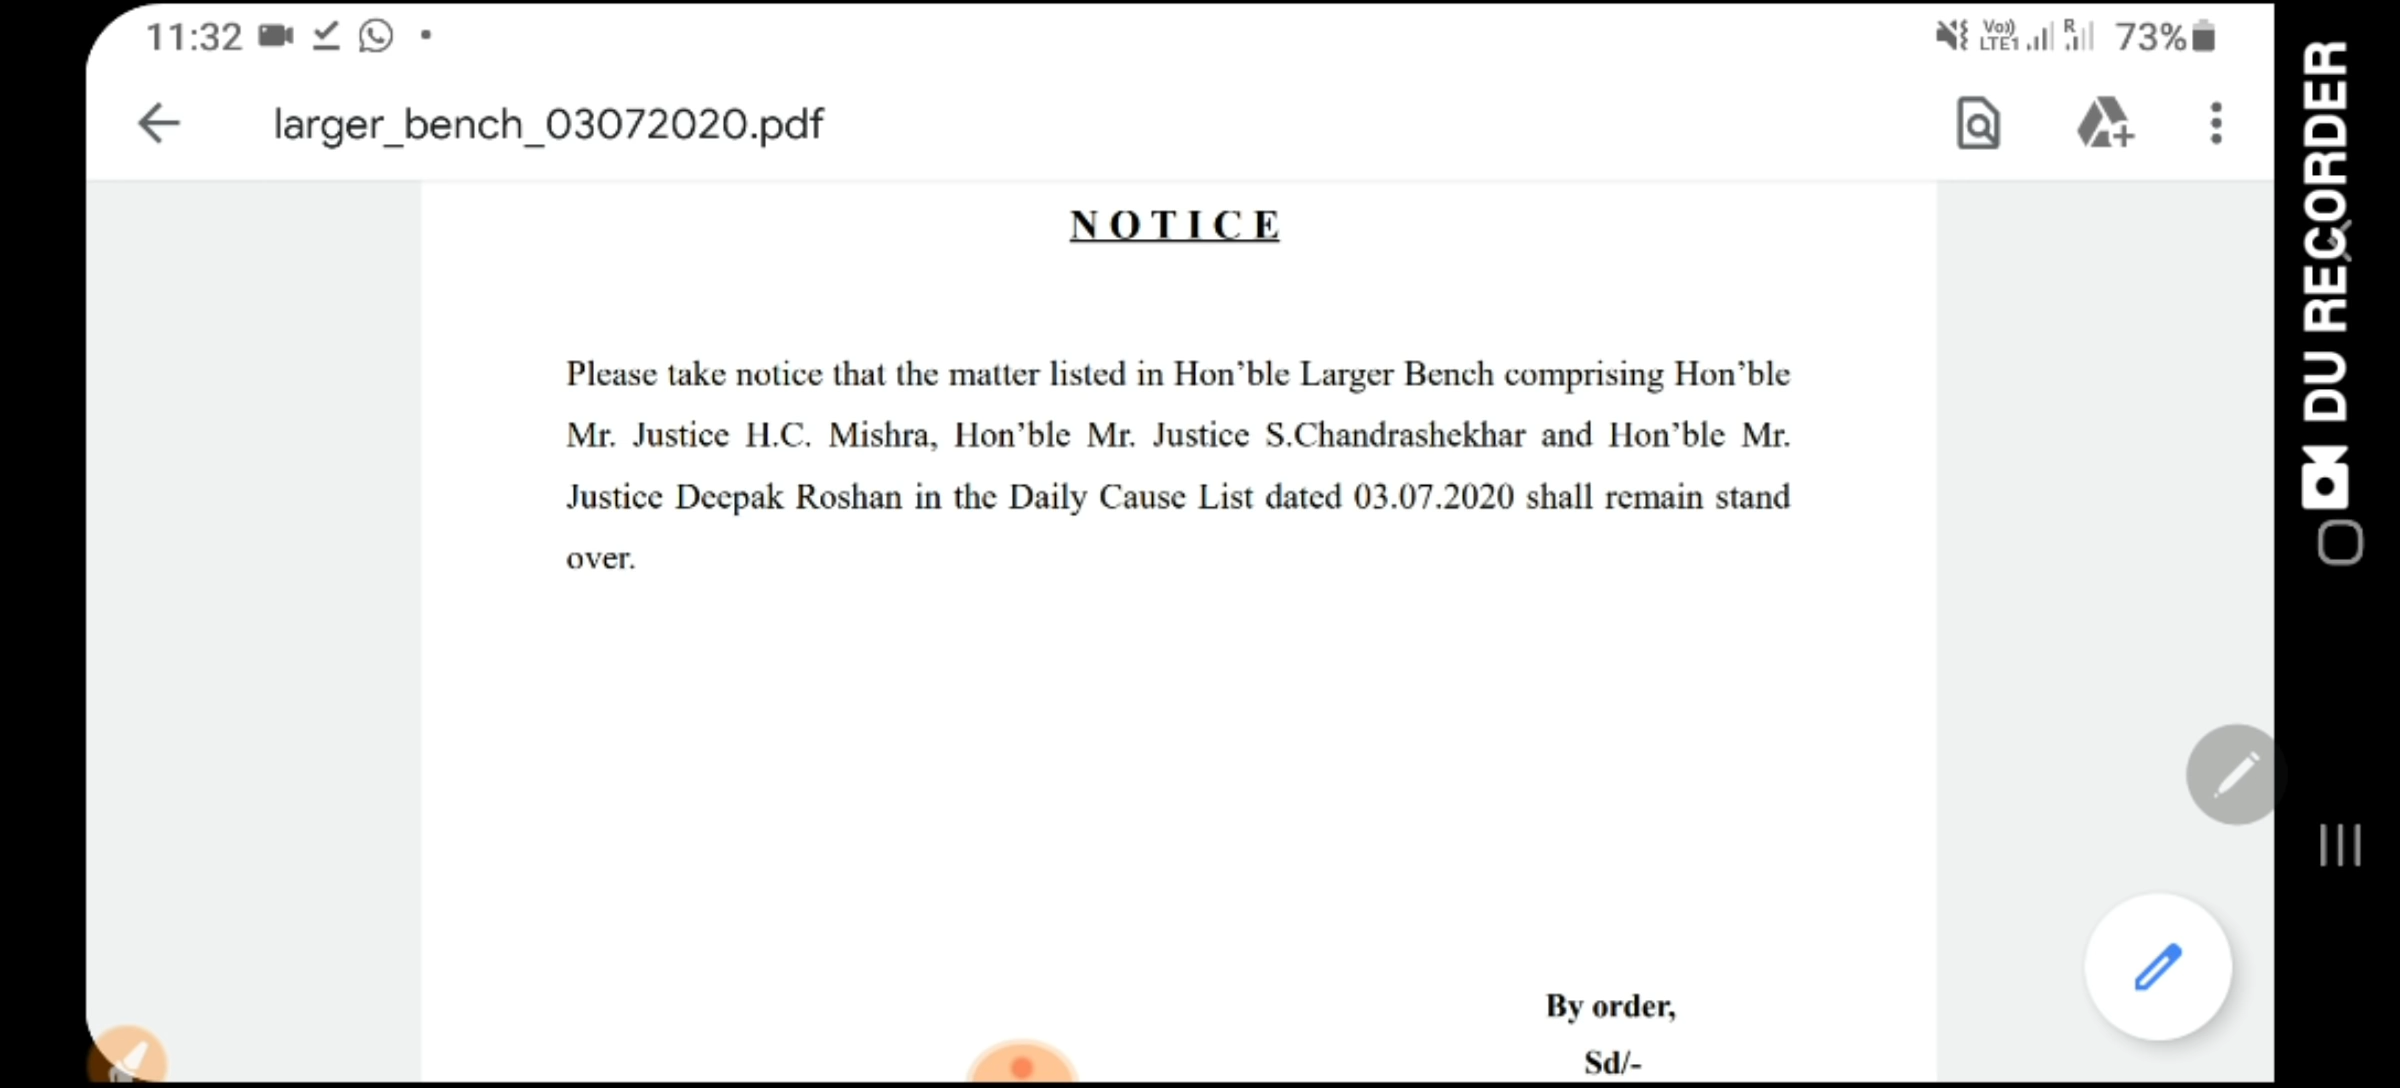 11:32
Vo)) LTE1 R 73%
larger_bench_03072020.pdf
NOTICE
Please take notice that the matter listed in Hon’ble Larger Bench comprising Hon’ble
Mr. Justice H.C. Mishra, Hon’ble Mr. Justice S.Chandrashekhar and Hon’ble Mr.
Justice Deepak Roshan in the Daily Cause List dated 03.07.2020 shall remain stand
over.
By order,
Sd/-
DU RECORDER